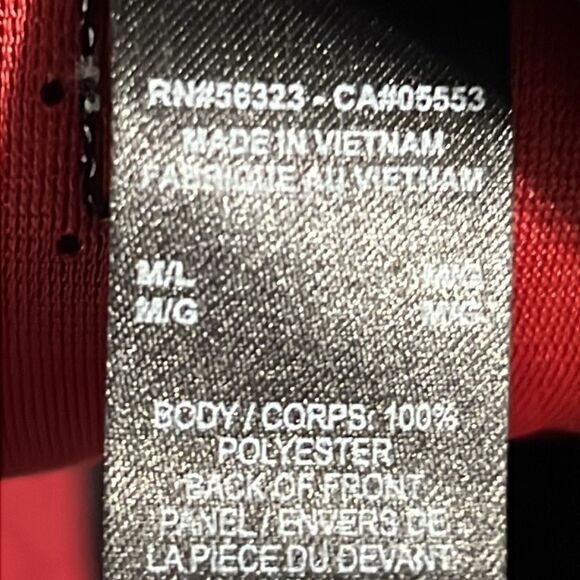 RN#56323 - CA#05553
MADE IN VIETNAM
FABRIQUE AU VIETNAM
M/L M/G
M/G M/G
BODY / CORPS: 100%
POLYESTER
BACK OF FRONT
PANEL / ENVERS DE
LA PIÈCE DU DEVANT: